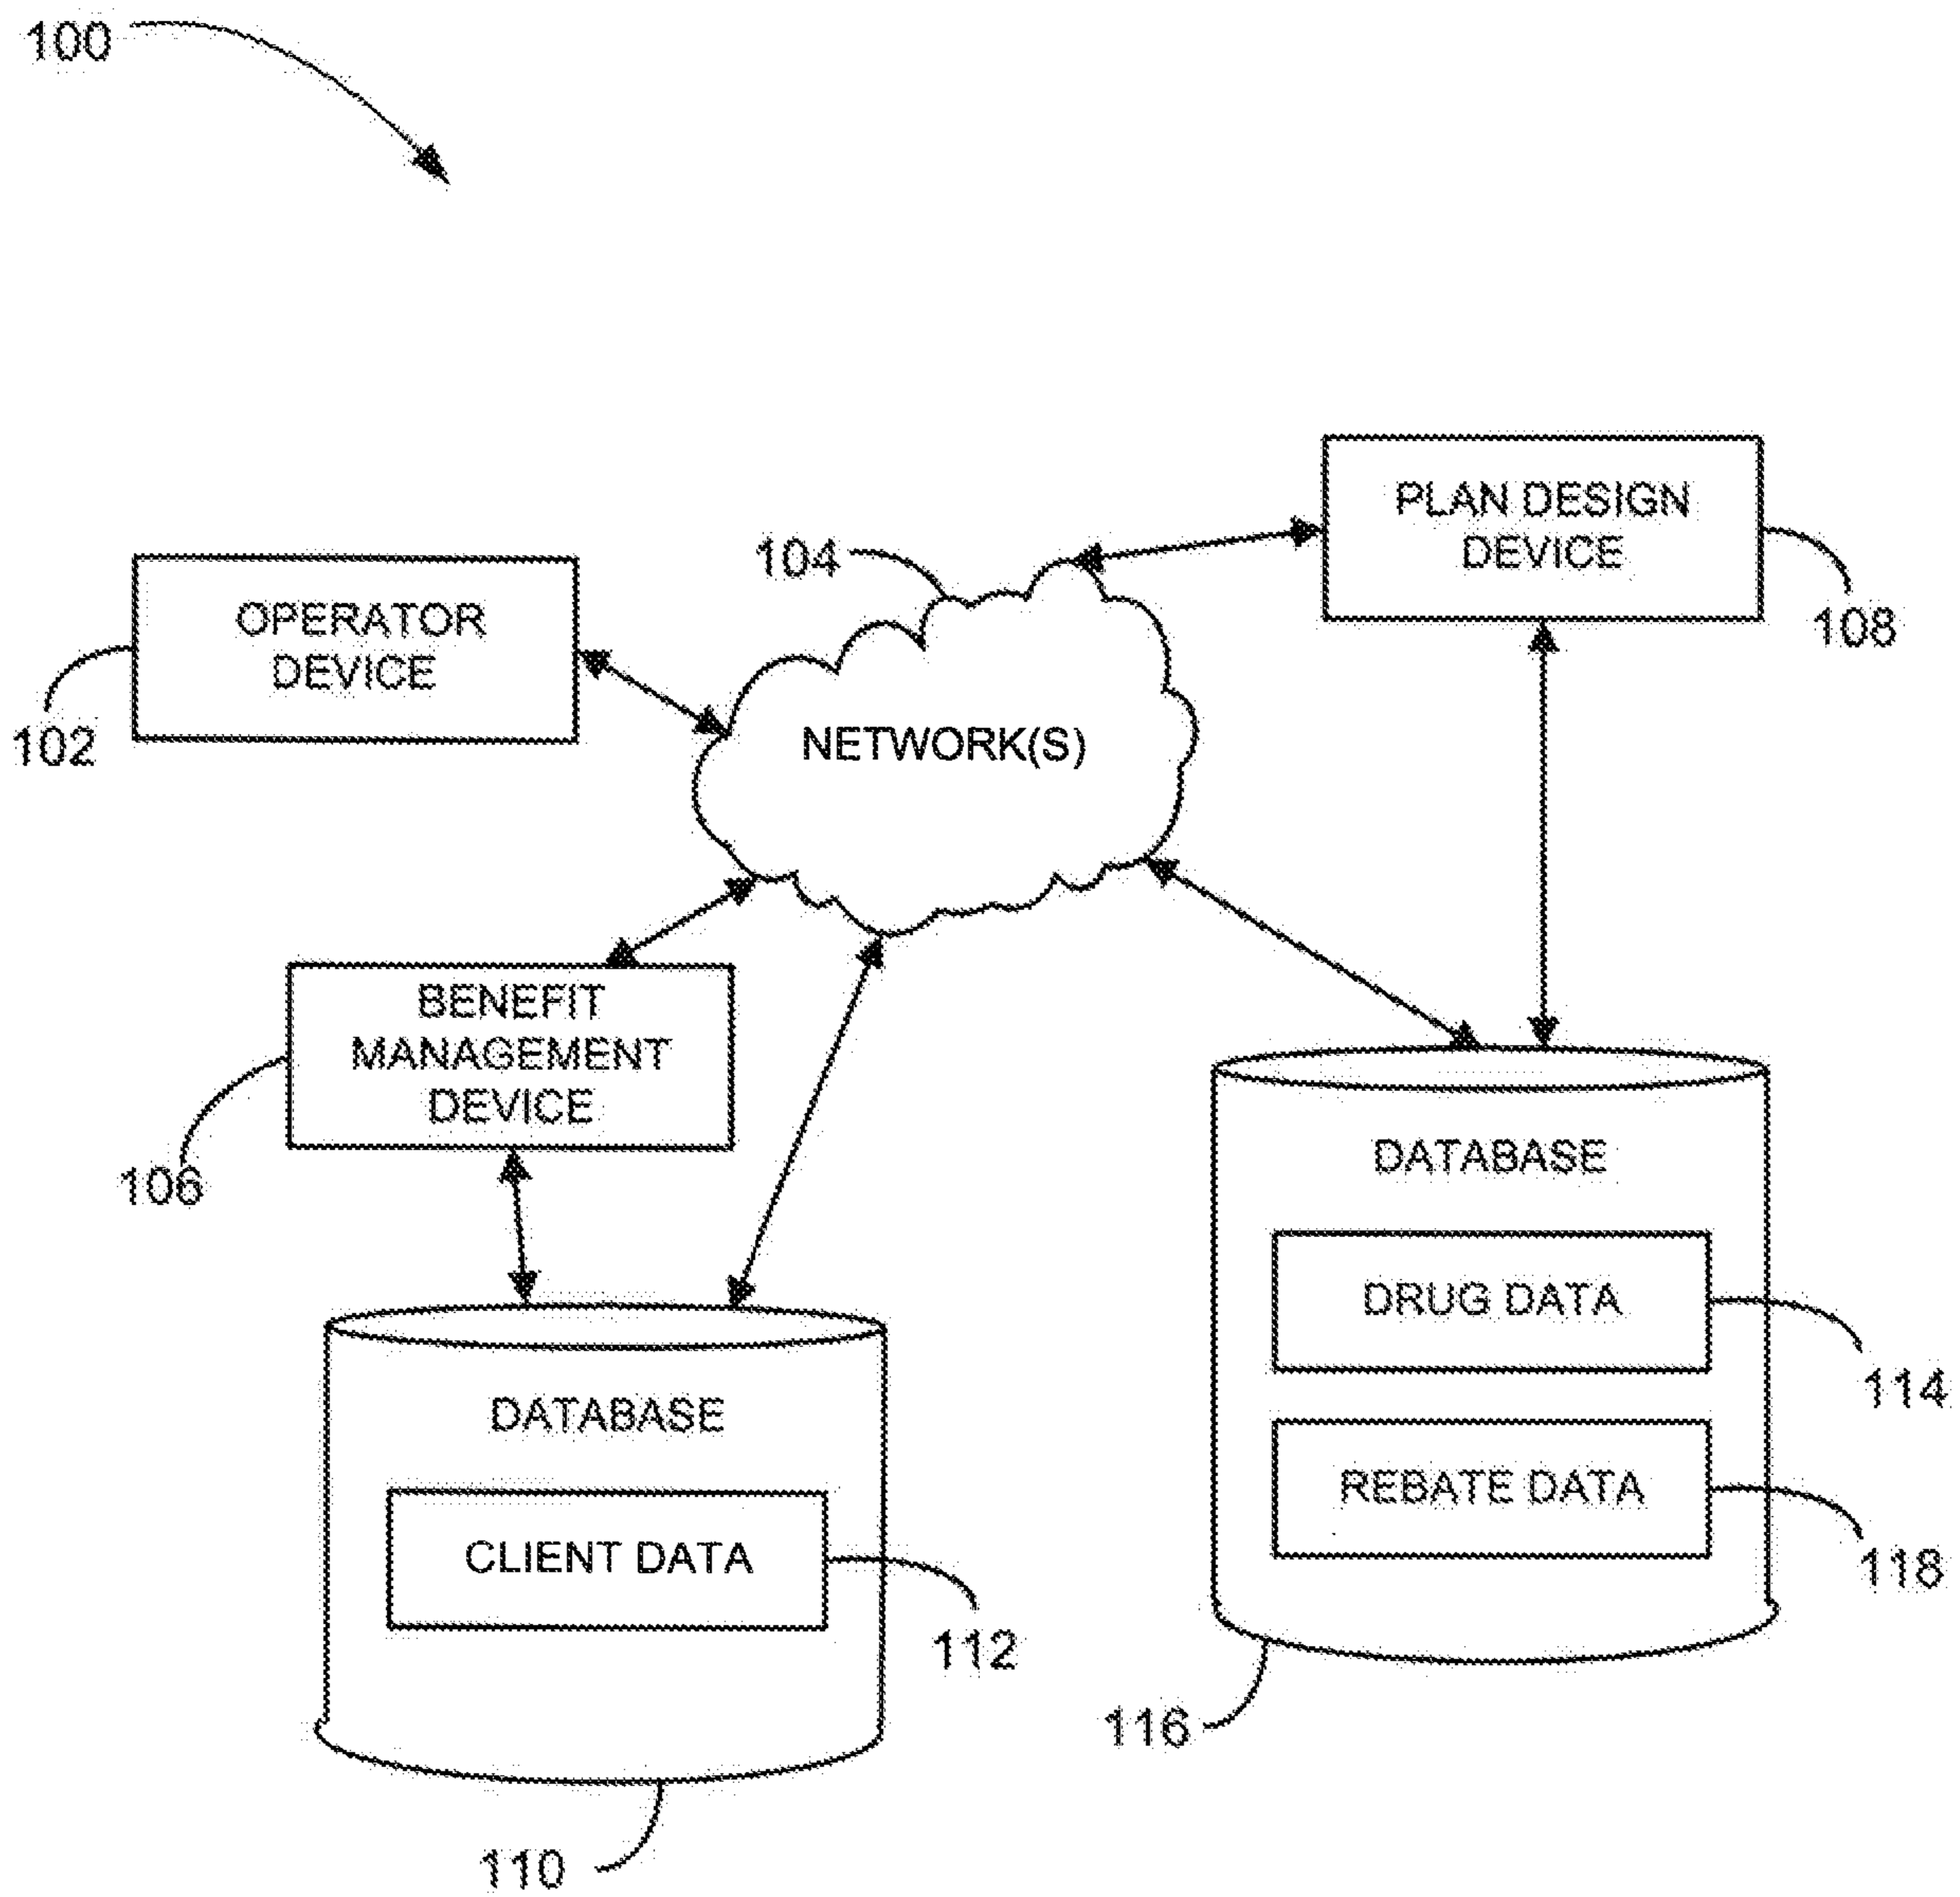 100
PLAN DESIGN
DEVICE
108
104
OPERATOR
DEVICE
102
NETWORK(S)
BENEFIT
MANAGEMENT
DEVICE
106
DATABASE
DRUG DATA
114
REBATE DATA
118
116
DATABASE
CLIENT DATA
112
110